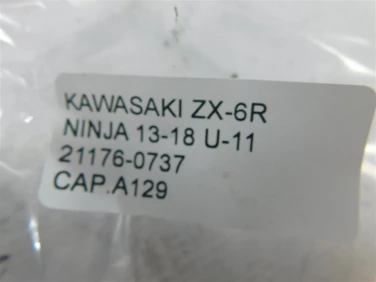 KAWASAKI ZX-6R
NINJA 13-18 U-11
21176-0737
CAP.A129